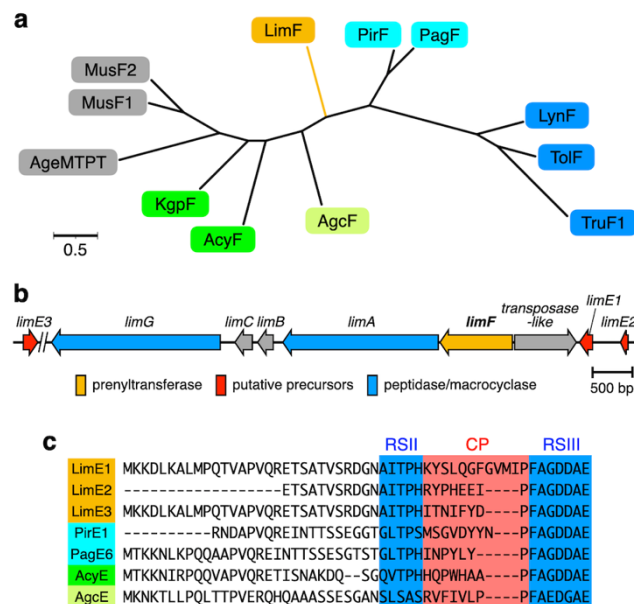 a
LimF
PirF PagF
MusF2
MusF1
LynF
AgeMTPT
TolF
KgpF
AgcF
TruF1
AcyF
0.5
b
limE3 limG limC limB limA limF transposase
-like limE1 limE2
prenyltransferase putative precursors peptidase/macrocyclase
500 bp
c
RSII CP RSIII
LimE1 MKKDLKALMPQTVAPVQRETSATVSRDGNAITPHKYSLQGFGVMIPFAGDDAE
LimE2 ------------------ETSATVSRDGNAITPHRYPHEEI----PFAGDDAE
LimE3 MKKDLKALMPQTVAPVQRETSATVSRDGNAITPHITNIFYD----PFAGDDAE
PirE1 ----------RNDAPVQREINTTSSEGGTGLTPSMSGVDYYN---PFAGDDAE
PagE6 MTKKNLKPQQAAPVQREINTTSSESGTSTGLTPHINPYLY-----PFAGDDAE
AcyE MTKKNIRPQQVAPVQRETISNAKDQ--SGQVTPHHQPWHAA----PFAGDDAE
AgcE MKNKTLLPLQTTPVERQHQAAASSESGANSLSASRVFIVLP----PFAEDGAE